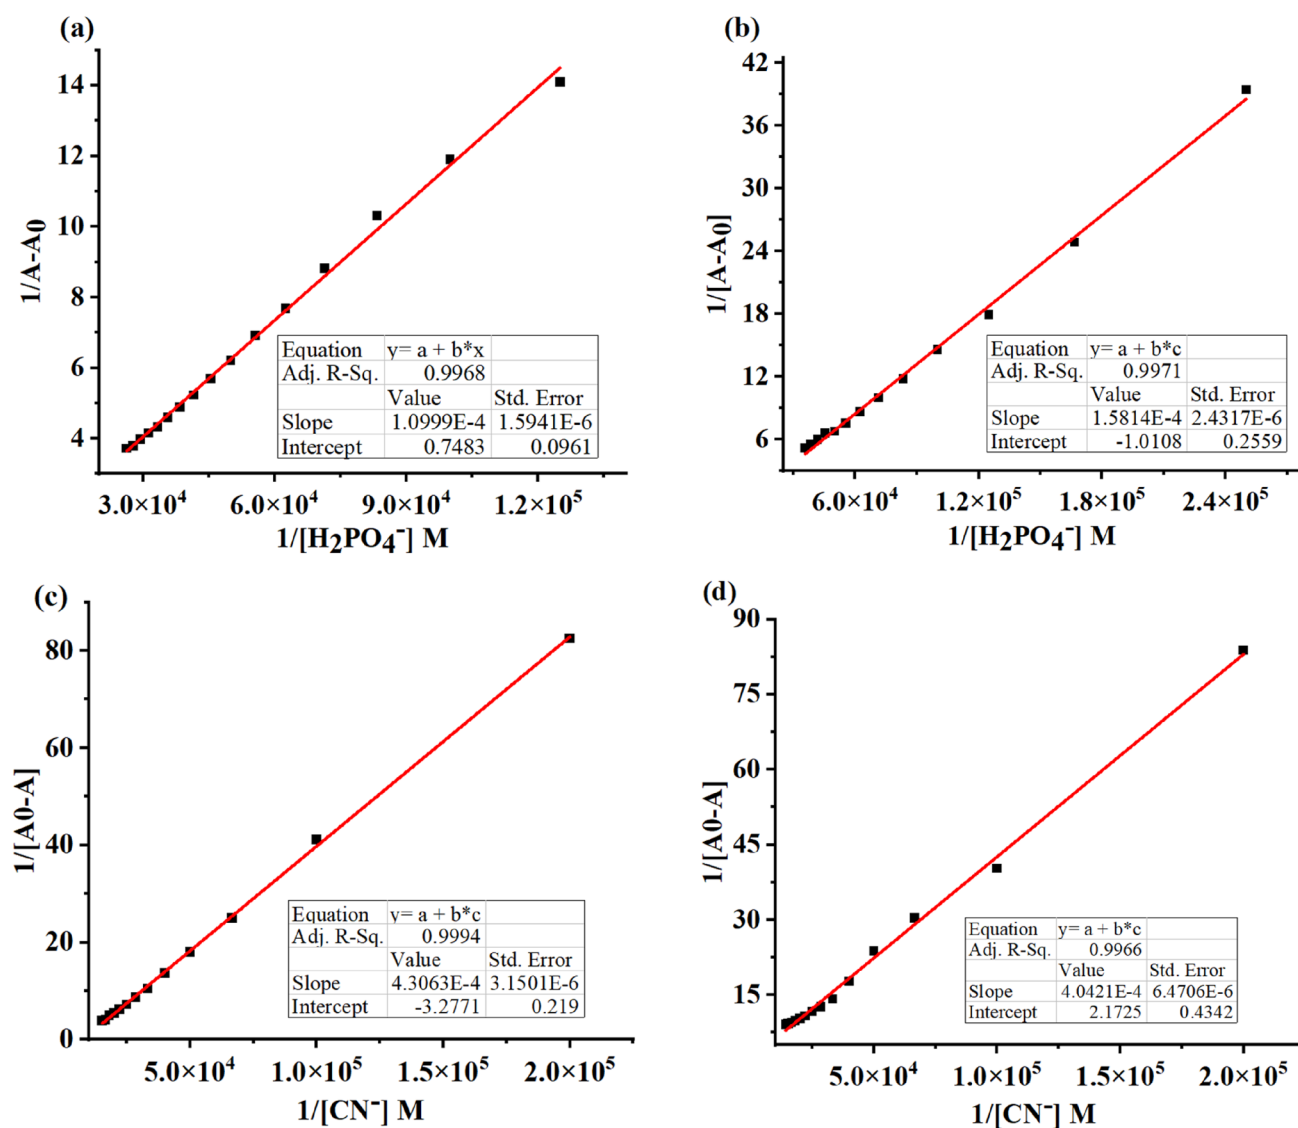 (a)
1/A-A0
14
12
10
8
6
4
Equation y= a + b*x
Adj. R-Sq. 0.9968
Value Std. Error
Slope 1.0999E-4 1.5941E-6
Intercept 0.7483 0.0961
3.0×10⁴ 6.0×10⁴ 9.0×10⁴ 1.2×10⁵
1/[H₂PO₄⁻] M
(b)
1/[A-A₀]
42
36
30
24
18
12
6
Equation y= a + b*c
Adj. R-Sq. 0.9971
Value Std. Error
Slope 1.5814E-4 2.4317E-6
Intercept -1.0108 0.2559
6.0×10⁴ 1.2×10⁵ 1.8×10⁵ 2.4×10⁵
1/[H₂PO₄⁻] M
(c)
1/[A0-A]
80
60
40
20
0
Equation y= a + b*c
Adj. R-Sq. 0.9994
Value Std. Error
Slope 4.3063E-4 3.1501E-6
Intercept -3.2771 0.219
5.0×10⁴ 1.0×10⁵ 1.5×10⁵ 2.0×10⁵
1/[CN⁻] M
(d)
1/[A0-A]
90
75
60
45
30
15
Equation y= a + b*c
Adj. R-Sq. 0.9966
Value Std. Error
Slope 4.0421E-4 6.4706E-6
Intercept 2.1725 0.4342
5.0×10⁴ 1.0×10⁵ 1.5×10⁵ 2.0×10⁵
1/[CN⁻] M